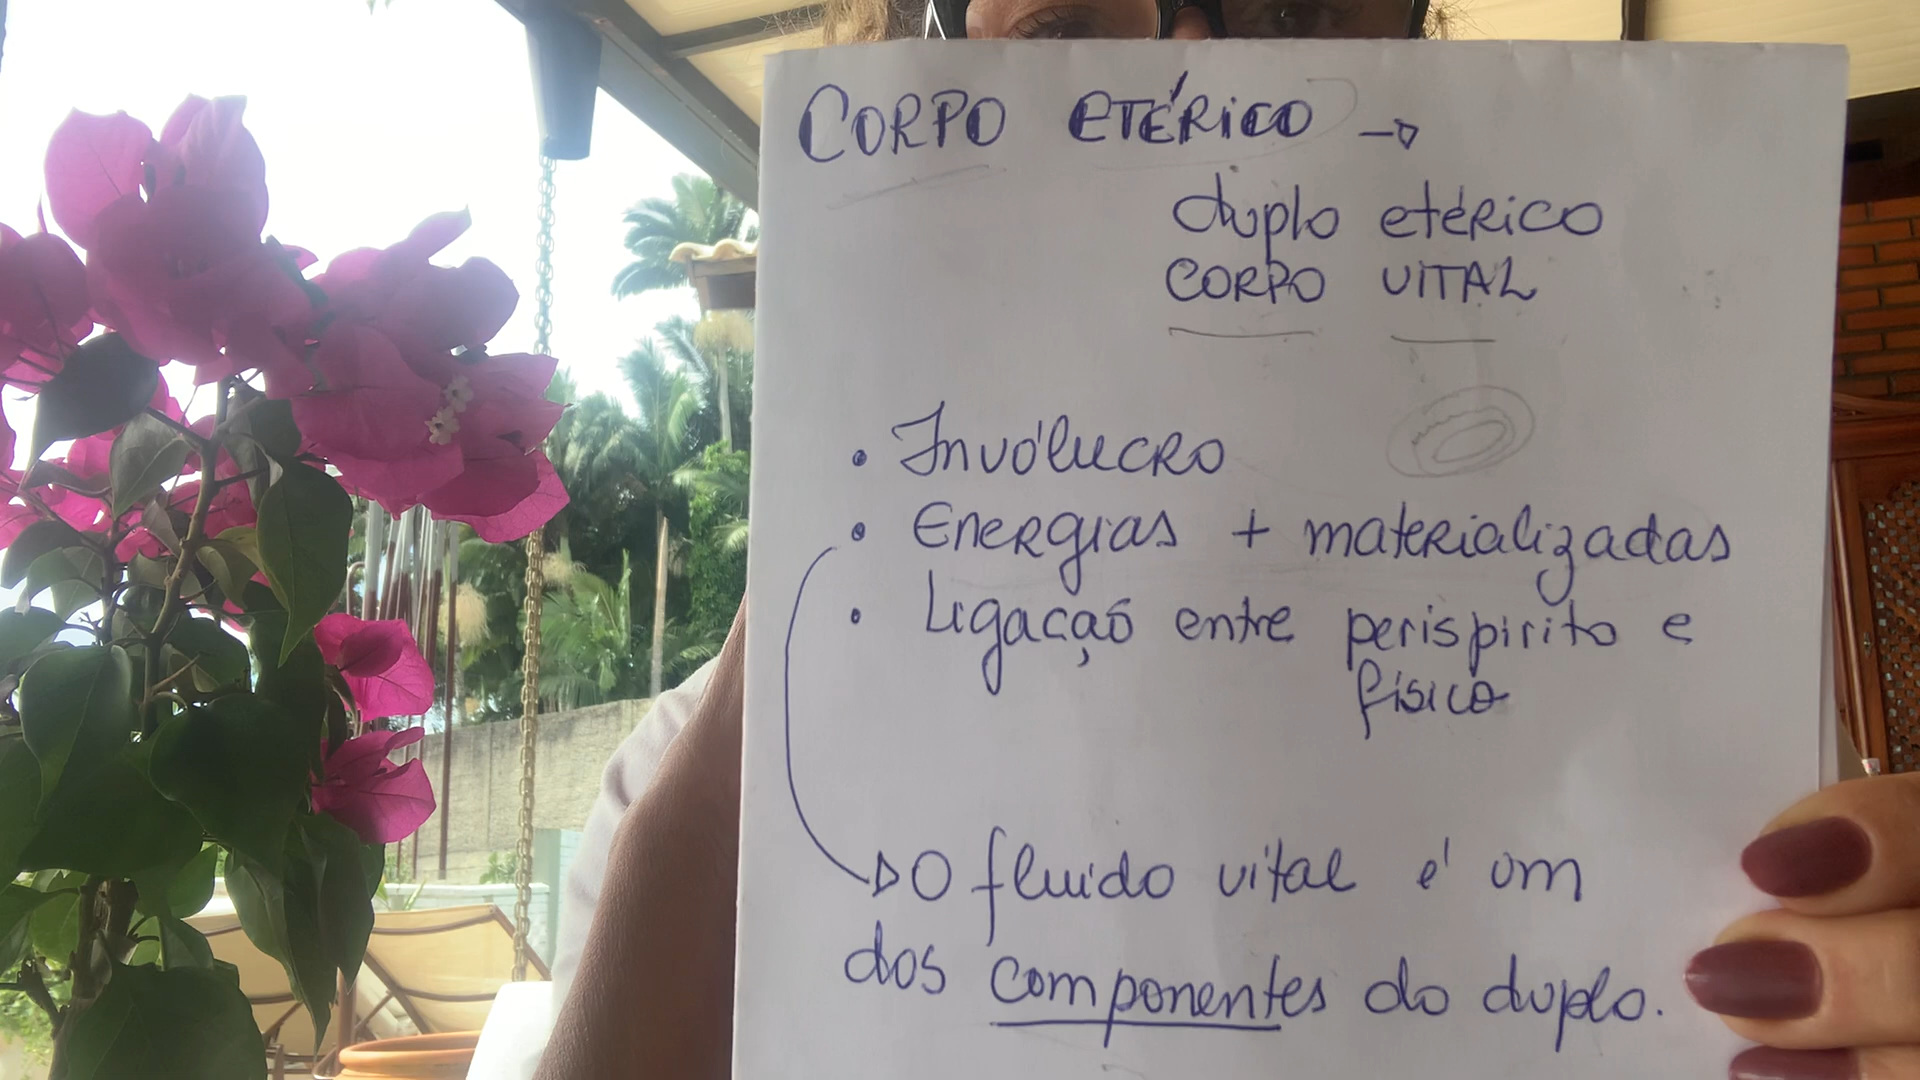 CORPO ETÉRICO →
duplo etérico
CORPO VITAL
• Invólucro
• Energias + materializadas
• Ligação entre perispirito e
físico
→ O fluido vital é um
dos componentes do duplo.